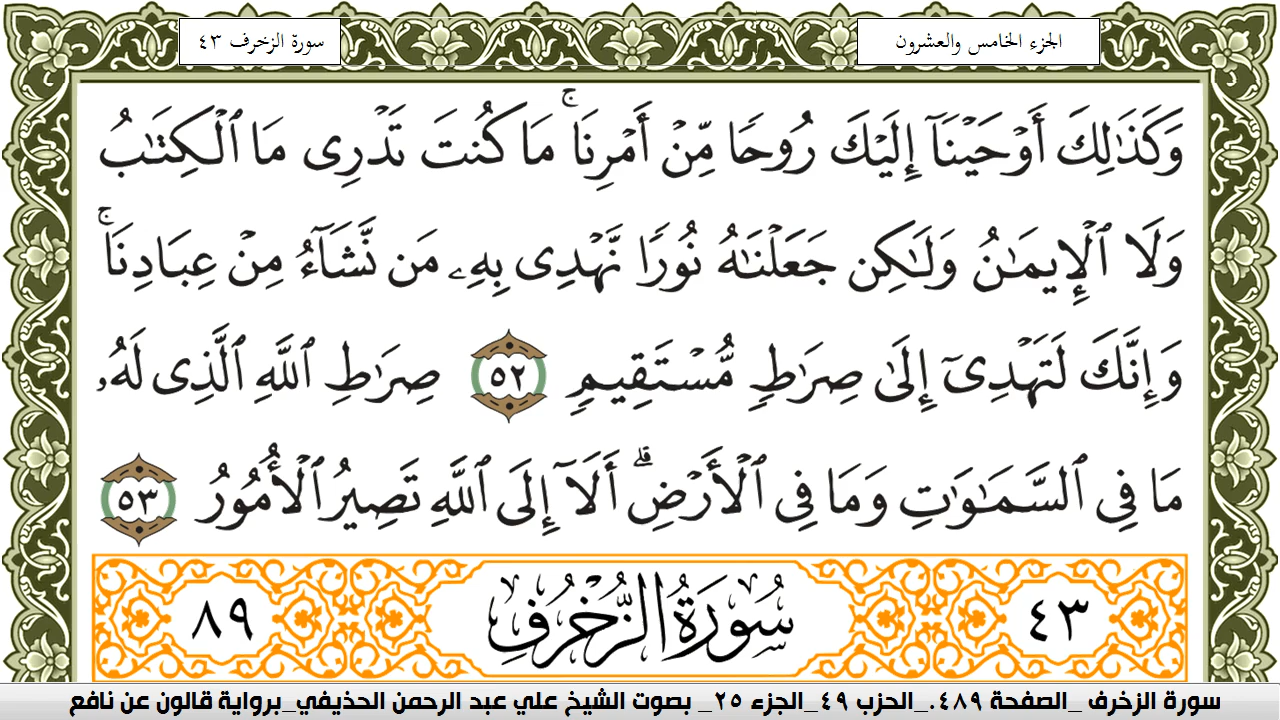 الجزء الخامس والعشرون
سورة الزخرف ٤٣
وَكَذَٰلِكَ أَوْحَيْنَآ إِلَيْكَ رُوحًا مِّنْ أَمْرِنَا ۚ مَا كُنتَ تَدْرِى مَا ٱلْكِتَٰبُ
وَلَا ٱلْإِيمَٰنُ وَلَٰكِن جَعَلْنَٰهُ نُورًا نَّهْدِى بِهِۦ مَن نَّشَآءُ مِنْ عِبَادِنَا ۚ
وَإِنَّكَ لَتَهْدِىٓ إِلَىٰ صِرَٰطٍ مُّسْتَقِيمٍ ٥٢ صِرَٰطِ ٱللَّهِ ٱلَّذِى لَهُۥ
مَا فِى ٱلسَّمَٰوَٰتِ وَمَا فِى ٱلْأَرْضِ ۗ أَلَآ إِلَى ٱللَّهِ تَصِيرُ ٱلْأُمُورُ ٥٣
٤٣ سُورَةُ الزُّخْرُفِ ٨٩
سورة الزخرف _الصفحة ٤٨٩._الحزب ٤٩_الجزء ٢٥_ بصوت الشيخ علي عبد الرحمن الحذيفي_برواية قالون عن نافع